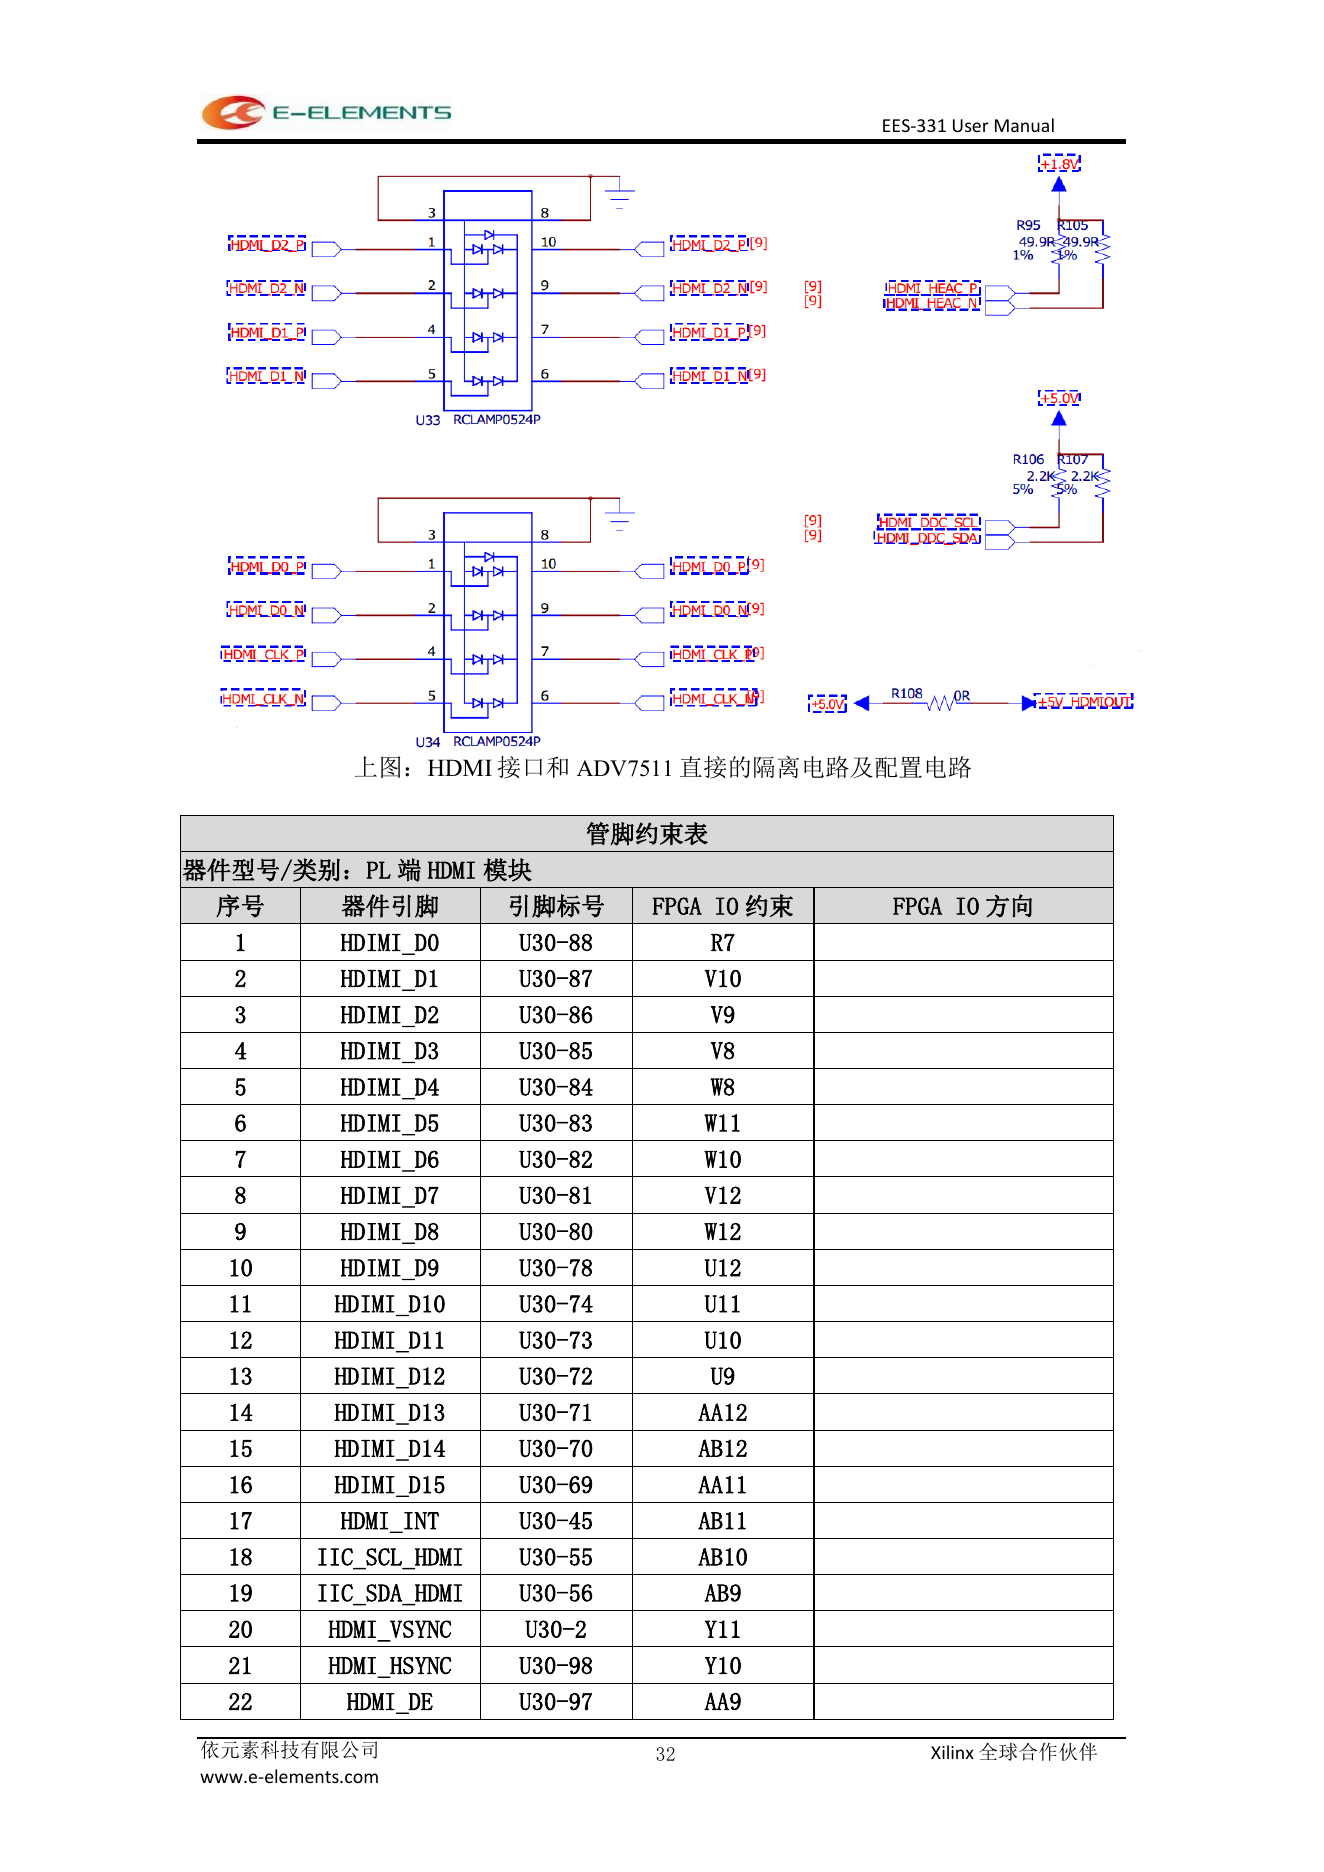 E-ELEMENTS
EES-331 User Manual
+1.8V
3 8
R95 R105
HDMI_D2_P 1 10 HDMI_D2_P [9]
49.9R 49.9R
1% 1%
HDMI_D2_N 2 9 HDMI_D2_N [9]
[9] HDMI_HEAC_P
[9] HDMI_HEAC_N
HDMI_D1_P 4 7 HDMI_D1_P [9]
HDMI_D1_N 5 6 HDMI_D1_N [9]
+5.0V
U33 RCLAMP0524P
R106 R107
2.2K 2.2K
5% 5%
[9] HDMI_DDC_SCL
[9] HDMI_DDC_SDA
3 8
HDMI_D0_P 1 10 HDMI_D0_P [9]
HDMI_D0_N 2 9 HDMI_D0_N [9]
HDMI_CLK_P 4 7 HDMI_CLK_P [9]
HDMI_CLK_N 5 6 HDMI_CLK_N [9]
+5.0V R108 0R +5V_HDMIOUT
U34 RCLAMP0524P
上图：HDMI 接口和 ADV7511 直接的隔离电路及配置电路
管脚约束表
器件型号/类别：PL 端 HDMI 模块
序号 器件引脚 引脚标号 FPGA IO 约束 FPGA IO 方向
1 HDIMI_D0 U30-88 R7
2 HDIMI_D1 U30-87 V10
3 HDIMI_D2 U30-86 V9
4 HDIMI_D3 U30-85 V8
5 HDIMI_D4 U30-84 W8
6 HDIMI_D5 U30-83 W11
7 HDIMI_D6 U30-82 W10
8 HDIMI_D7 U30-81 V12
9 HDIMI_D8 U30-80 W12
10 HDIMI_D9 U30-78 U12
11 HDIMI_D10 U30-74 U11
12 HDIMI_D11 U30-73 U10
13 HDIMI_D12 U30-72 U9
14 HDIMI_D13 U30-71 AA12
15 HDIMI_D14 U30-70 AB12
16 HDIMI_D15 U30-69 AA11
17 HDMI_INT U30-45 AB11
18 IIC_SCL_HDMI U30-55 AB10
19 IIC_SDA_HDMI U30-56 AB9
20 HDMI_VSYNC U30-2 Y11
21 HDMI_HSYNC U30-98 Y10
22 HDMI_DE U30-97 AA9
依元素科技有限公司 32 Xilinx 全球合作伙伴
www.e-elements.com